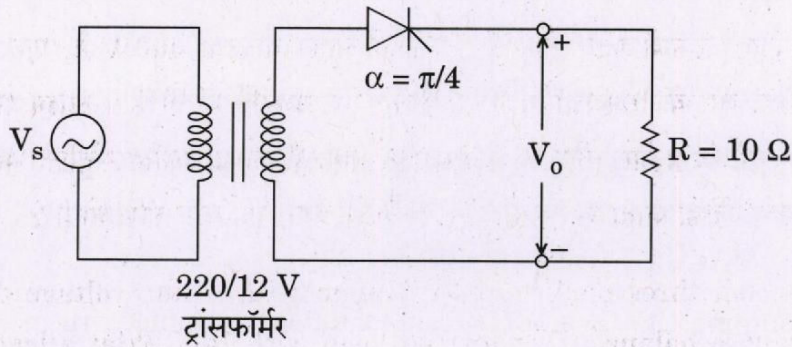 α = π/4
+
V_s
V_o
R = 10 Ω
−
220/12 V
ट्रांसफॉर्मर